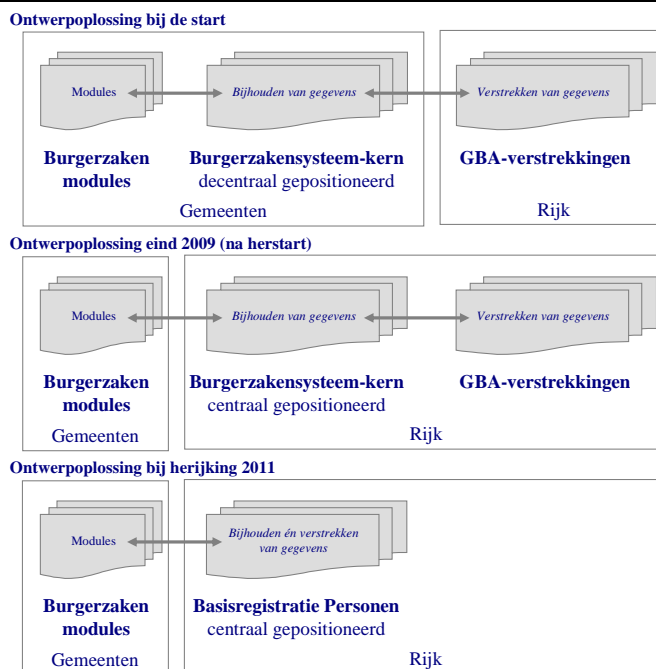 Ontwerpoplossing bij de start
Modules
Bijhouden van gegevens
Verstrekken van gegevens
Burgerzaken
modules
Burgerzakensysteem-kern
decentraal gepositioneerd
GBA-verstrekkingen
Gemeenten
Rijk
Ontwerpoplossing eind 2009 (na herstart)
Modules
Bijhouden van gegevens
Verstrekken van gegevens
Burgerzaken
modules
Burgerzakensysteem-kern
centraal gepositioneerd
GBA-verstrekkingen
Gemeenten
Rijk
Ontwerpoplossing bij herijking 2011
Modules
Bijhouden én verstrekken
van gegevens
Burgerzaken
modules
Basisregistratie Personen
centraal gepositioneerd
Gemeenten
Rijk